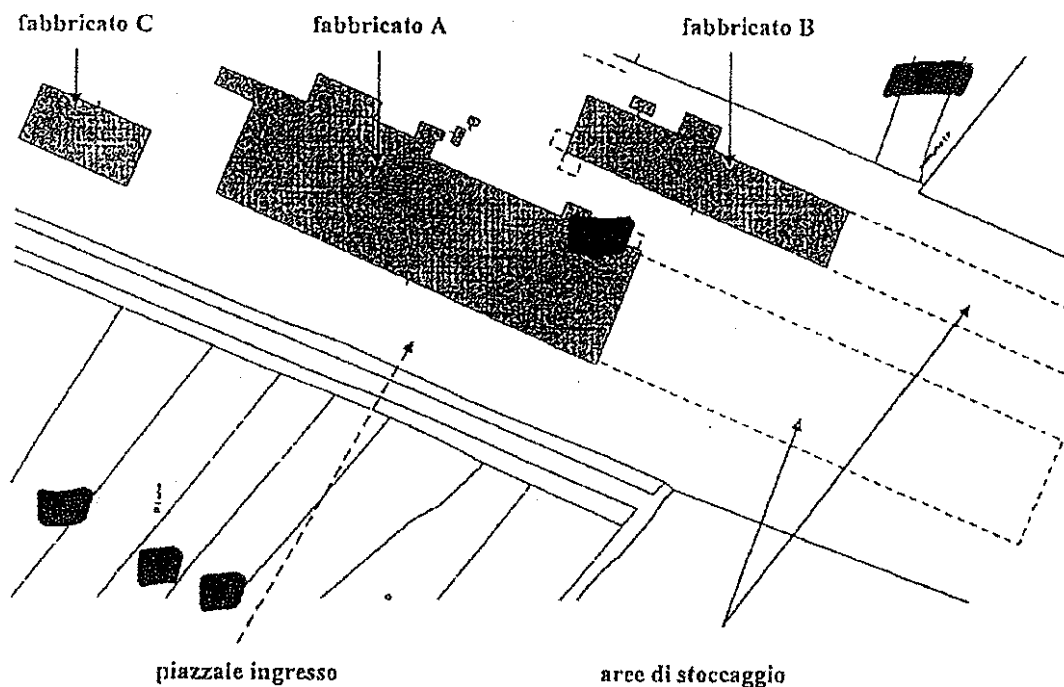 fabbricato C
fabbricato A
fabbricato B
piazzale ingresso
aree di stoccaggio